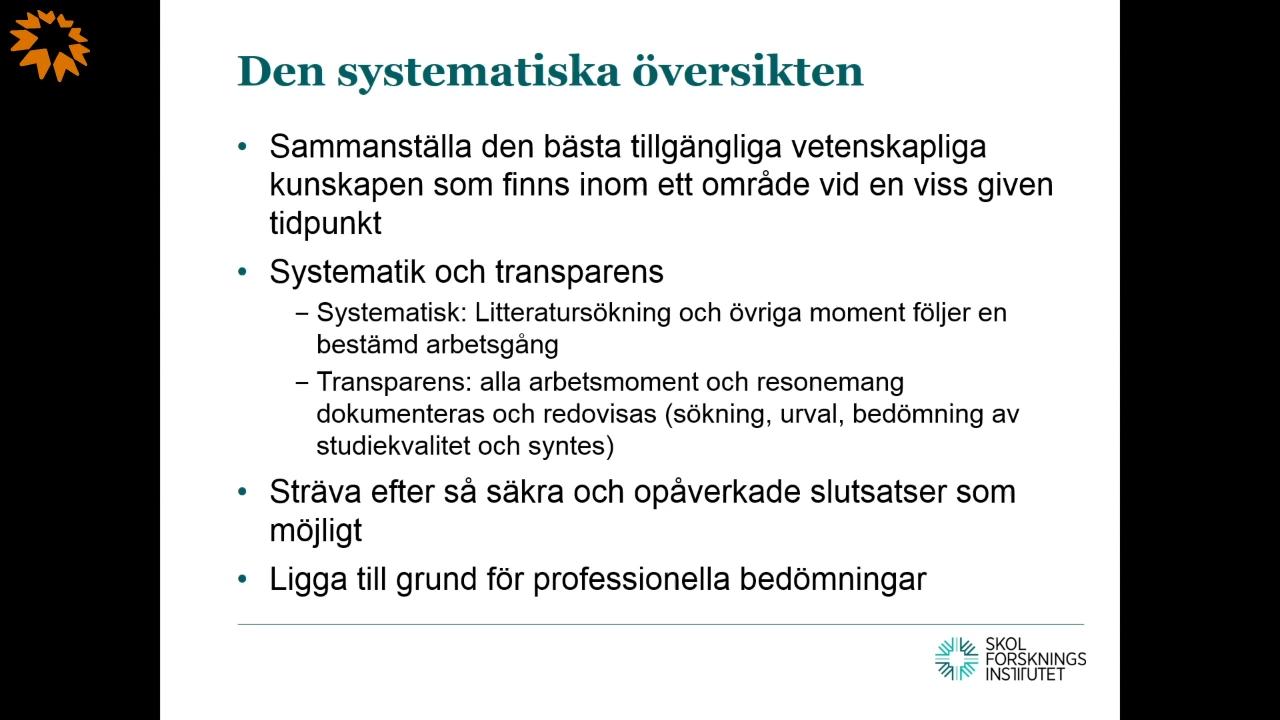 Den systematiska översikten
• Sammanställa den bästa tillgängliga vetenskapliga
kunskapen som finns inom ett område vid en viss given
tidpunkt
• Systematik och transparens
– Systematisk: Litteratursökning och övriga moment följer en
bestämd arbetsgång
– Transparens: alla arbetsmoment och resonemang
dokumenteras och redovisas (sökning, urval, bedömning av
studiekvalitet och syntes)
• Sträva efter så säkra och opåverkade slutsatser som
möjligt
• Ligga till grund för professionella bedömningar
SKOL
FORSKNINGS
INSTITUTET